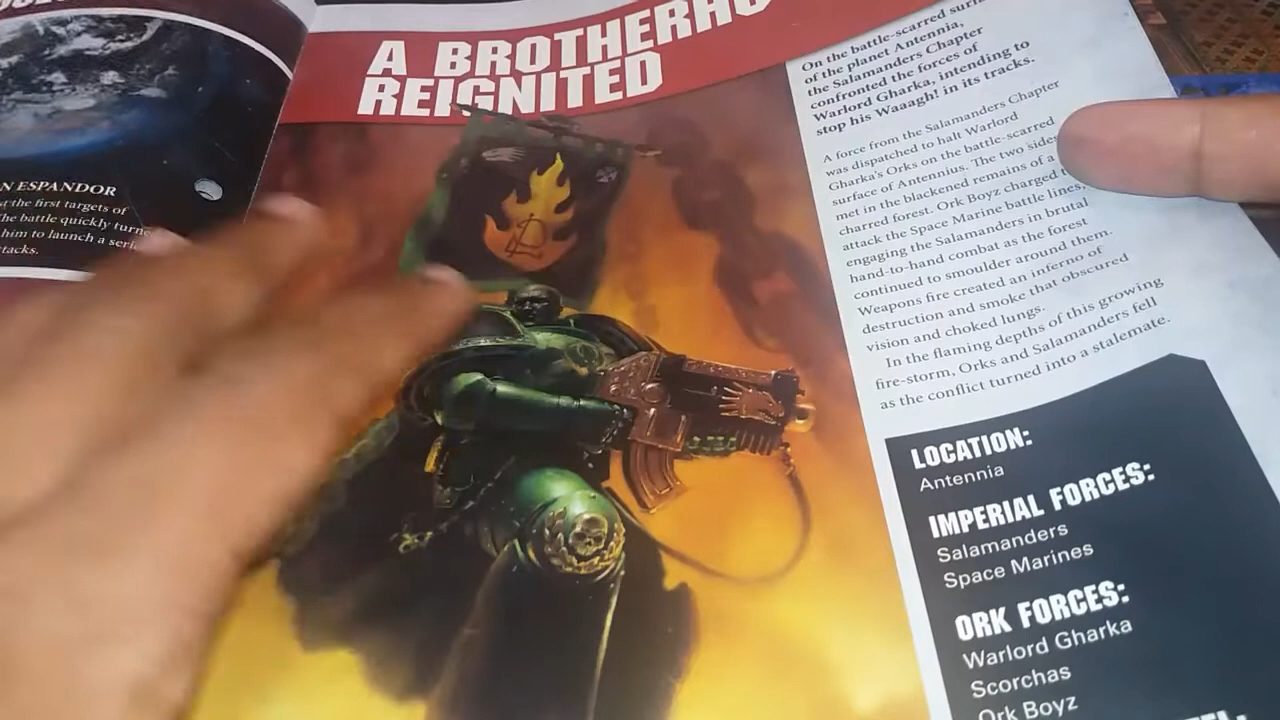 N ESPANDOR
the first targets of
he battle quickly turne
him to launch a seri
tacks.
A BROTHERHO
REIGNITED
On the battle-scarred surf
of the planet Antennia,
the Salamanders Chapter
confronted the forces of
Warlord Gharka, intending to
stop his Waaagh! in its tracks.
A force from the Salamanders Chapter
was dispatched to halt Warlord
Gharka's Orks on the battle-scarred
surface of Antennius. The two sides
met in the blackened remains of a
charred forest. Ork Boyz charged t
attack the Space Marine battle lines,
engaging the Salamanders in brutal
hand-to-hand combat as the forest
continued to smoulder around them.
Weapons fire created an inferno of
destruction and smoke that obscured
vision and choked lungs.
In the flaming depths of this growing
fire-storm, Orks and Salamanders fell
as the conflict turned into a stalemate.
LOCATION:
Antennia
IMPERIAL FORCES:
Salamanders
Space Marines
ORK FORCES:
Warlord Gharka
Scorchas
Ork Boyz